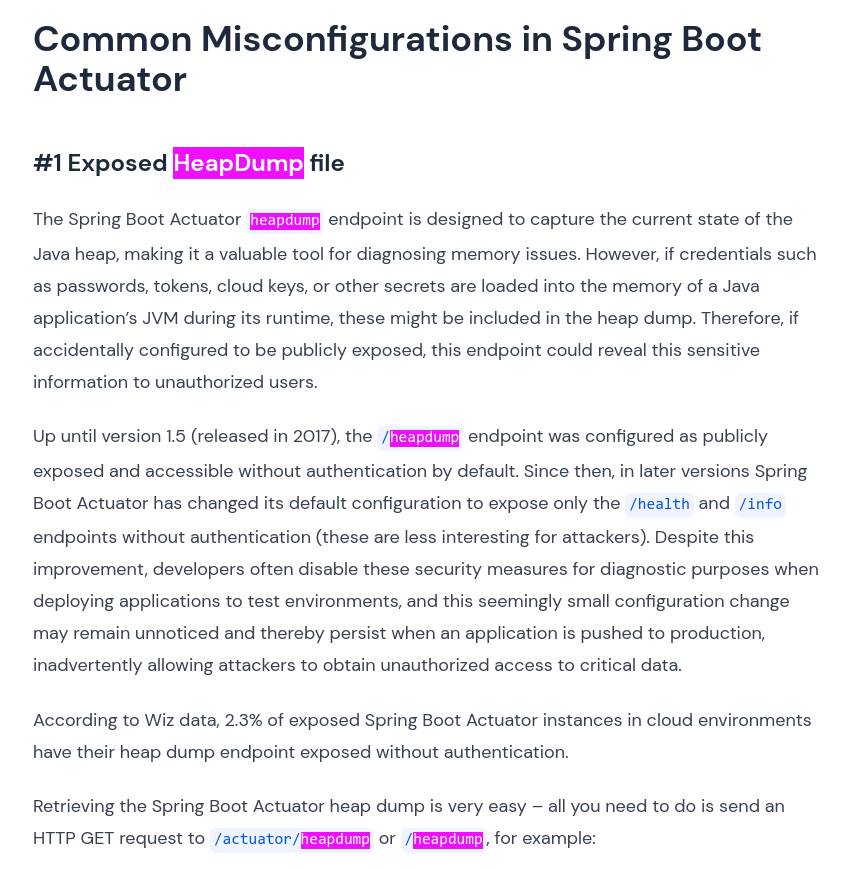 Common Misconfigurations in Spring Boot
Actuator
#1 Exposed HeapDump file
The Spring Boot Actuator heapdump endpoint is designed to capture the current state of the
Java heap, making it a valuable tool for diagnosing memory issues. However, if credentials such
as passwords, tokens, cloud keys, or other secrets are loaded into the memory of a Java
application’s JVM during its runtime, these might be included in the heap dump. Therefore, if
accidentally configured to be publicly exposed, this endpoint could reveal this sensitive
information to unauthorized users.
Up until version 1.5 (released in 2017), the /heapdump endpoint was configured as publicly
exposed and accessible without authentication by default. Since then, in later versions Spring
Boot Actuator has changed its default configuration to expose only the /health and /info
endpoints without authentication (these are less interesting for attackers). Despite this
improvement, developers often disable these security measures for diagnostic purposes when
deploying applications to test environments, and this seemingly small configuration change
may remain unnoticed and thereby persist when an application is pushed to production,
inadvertently allowing attackers to obtain unauthorized access to critical data.
According to Wiz data, 2.3% of exposed Spring Boot Actuator instances in cloud environments
have their heap dump endpoint exposed without authentication.
Retrieving the Spring Boot Actuator heap dump is very easy – all you need to do is send an
HTTP GET request to /actuator/heapdump or /heapdump, for example: